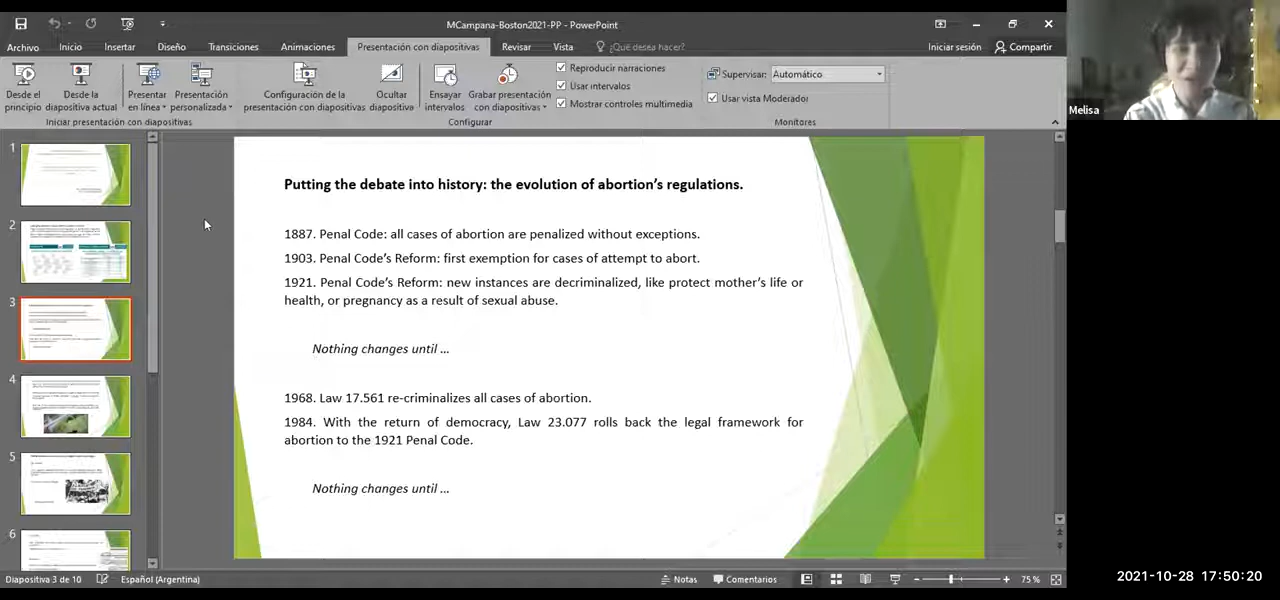 MCampana-Boston2021-PP - PowerPoint
Archivo Inicio Insertar Diseño Transiciones Animaciones Presentación con diapositivas Revisar Vista ¿Qué desea hacer? Iniciar sesión Compartir
Desde el principio
Desde la diapositiva actual
Presentar en línea
Presentación personalizada
Iniciar presentación con diapositivas
Configuración de la presentación con diapositivas
Ocultar diapositiva
Ensayar intervalos
Grabar presentación con diapositivas
Reproducir narraciones
Usar intervalos
Mostrar controles multimedia
Configurar
Supervisar: Automático
Usar vista Moderador
Monitores
Melisa
1
2
3
4
5
6
Putting the debate into history: the evolution of abortion's regulations.
1887. Penal Code: all cases of abortion are penalized without exceptions.
1903. Penal Code's Reform: first exemption for cases of attempt to abort.
1921. Penal Code's Reform: new instances are decriminalized, like protect mother's life or
health, or pregnancy as a result of sexual abuse.
Nothing changes until ...
1968. Law 17.561 re-criminalizes all cases of abortion.
1984. With the return of democracy, Law 23.077 rolls back the legal framework for
abortion to the 1921 Penal Code.
Nothing changes until ...
Diapositiva 3 de 10 Español (Argentina) Notas Comentarios 75 %
2021-10-28 17:50:20